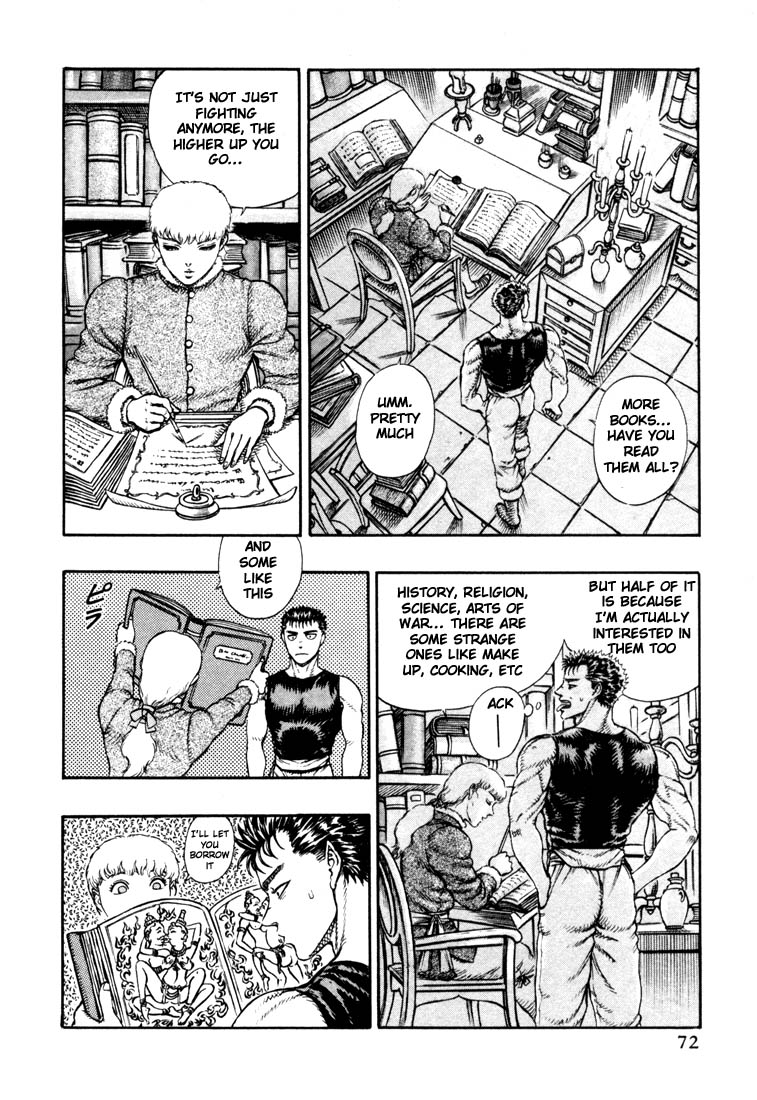 MORE
BOOKS...
HAVE YOU
READ
THEM ALL?
UMM.
PRETTY
MUCH
IT'S NOT JUST
FIGHTING
ANYMORE, THE
HIGHER UP YOU
GO...
BUT HALF OF IT
IS BECAUSE
I'M ACTUALLY
INTERESTED IN
THEM TOO
HISTORY, RELIGION,
SCIENCE, ARTS OF
WAR... THERE ARE
SOME STRANGE
ONES LIKE MAKE
UP, COOKING, ETC
ACK
—
AND
SOME
LIKE
THIS
ピラ
I'LL LET
YOU
BORROW
IT
72